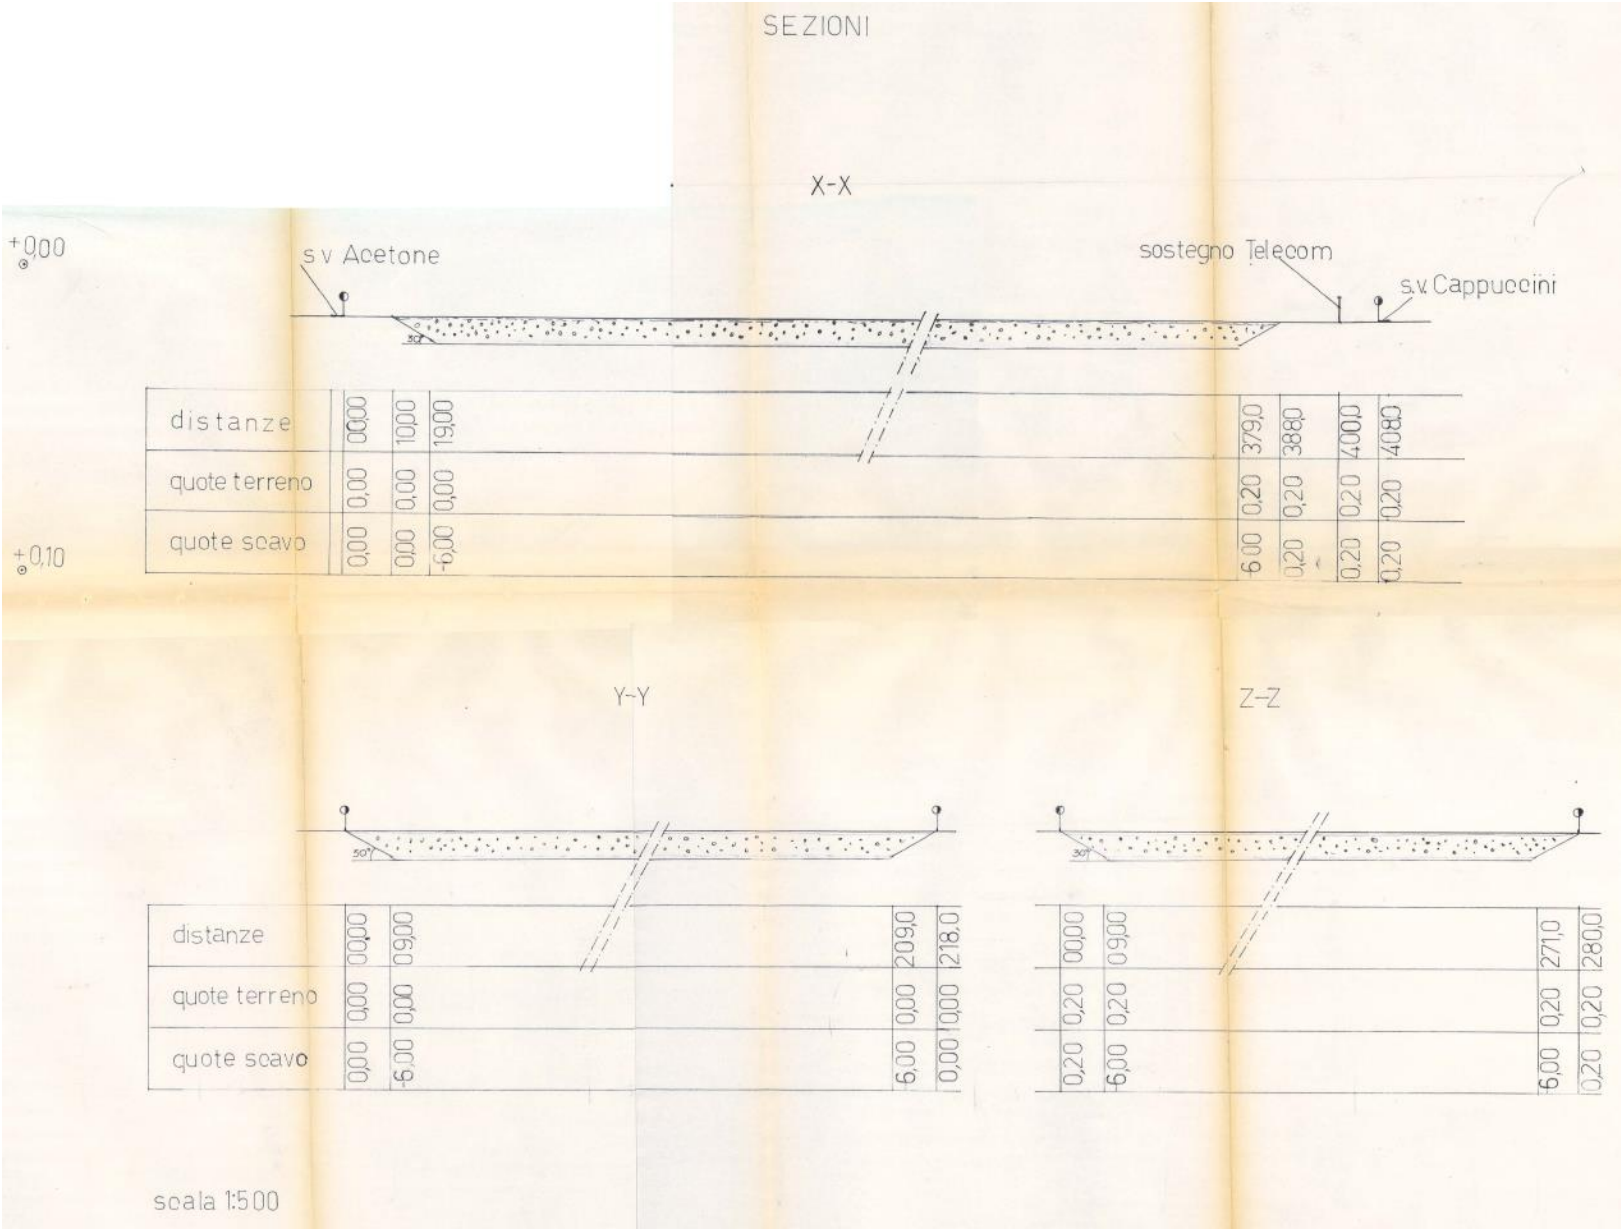 SEZIONI
X-X
+0,00
s.v. Acetone
sostegno Telecom
s.v. Cappuccini
30°
distanze 00,00 10,00 19,00 379,0 388,0 400,0 408,0
quote terreno 0,00 0,00 0,00 0,20 0,20 0,20 0,20
quote scavo 0,00 0,00 -6,00 -6,00 0,20 0,20 0,20
+0,10
Y-Y
Z-Z
30° 30°
distanze 00,00 09,00 209,0 218,0 00,00 09,00 271,0 280,0
quote terreno 0,00 0,00 0,00 0,00 0,20 0,20 0,20 0,20
quote scavo 0,00 -6,00 -6,00 0,00 0,20 -6,00 -6,00 0,20
scala 1:500